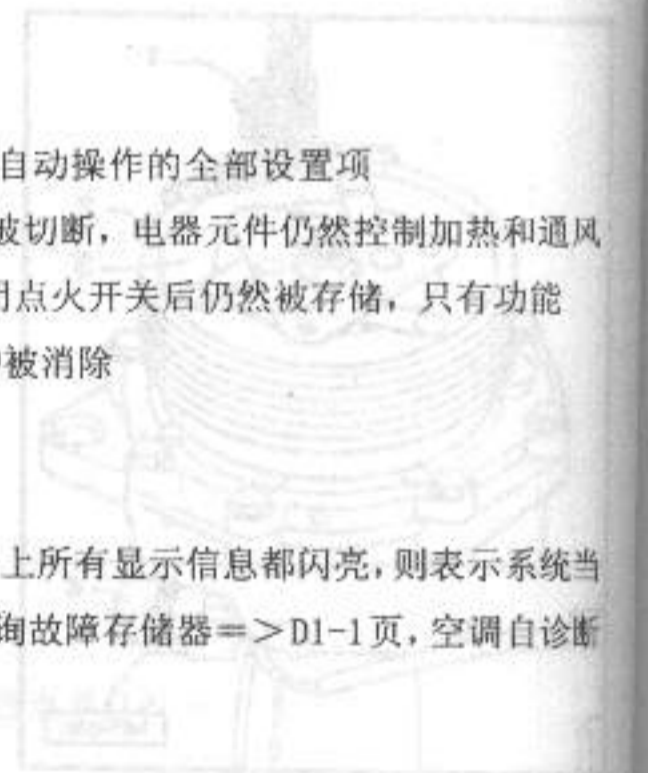 自动操作的全部设置项
被切断，电器元件仍然控制加热和通风
点火开关后仍然被存储，只有功能
被消除
上所有显示信息都闪亮，则表示系统当
询故障存储器＝＞D1-1页，空调自诊断